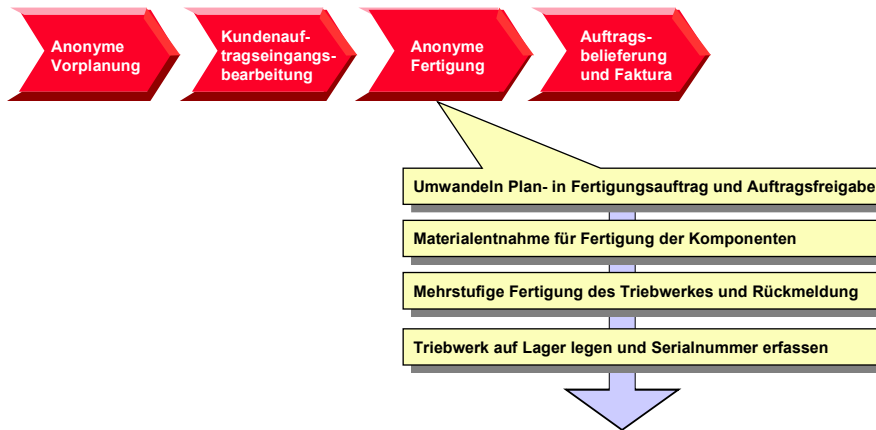 Anonyme
Vorplanung
Kundenauf-
tragseingangs-
bearbeitung
Anonyme
Fertigung
Auftrags-
belieferung
und Faktura
Umwandeln Plan- in Fertigungsauftrag und Auftragsfreigabe
Materialentnahme für Fertigung der Komponenten
Mehrstufige Fertigung des Triebwerkes und Rückmeldung
Triebwerk auf Lager legen und Serialnummer erfassen